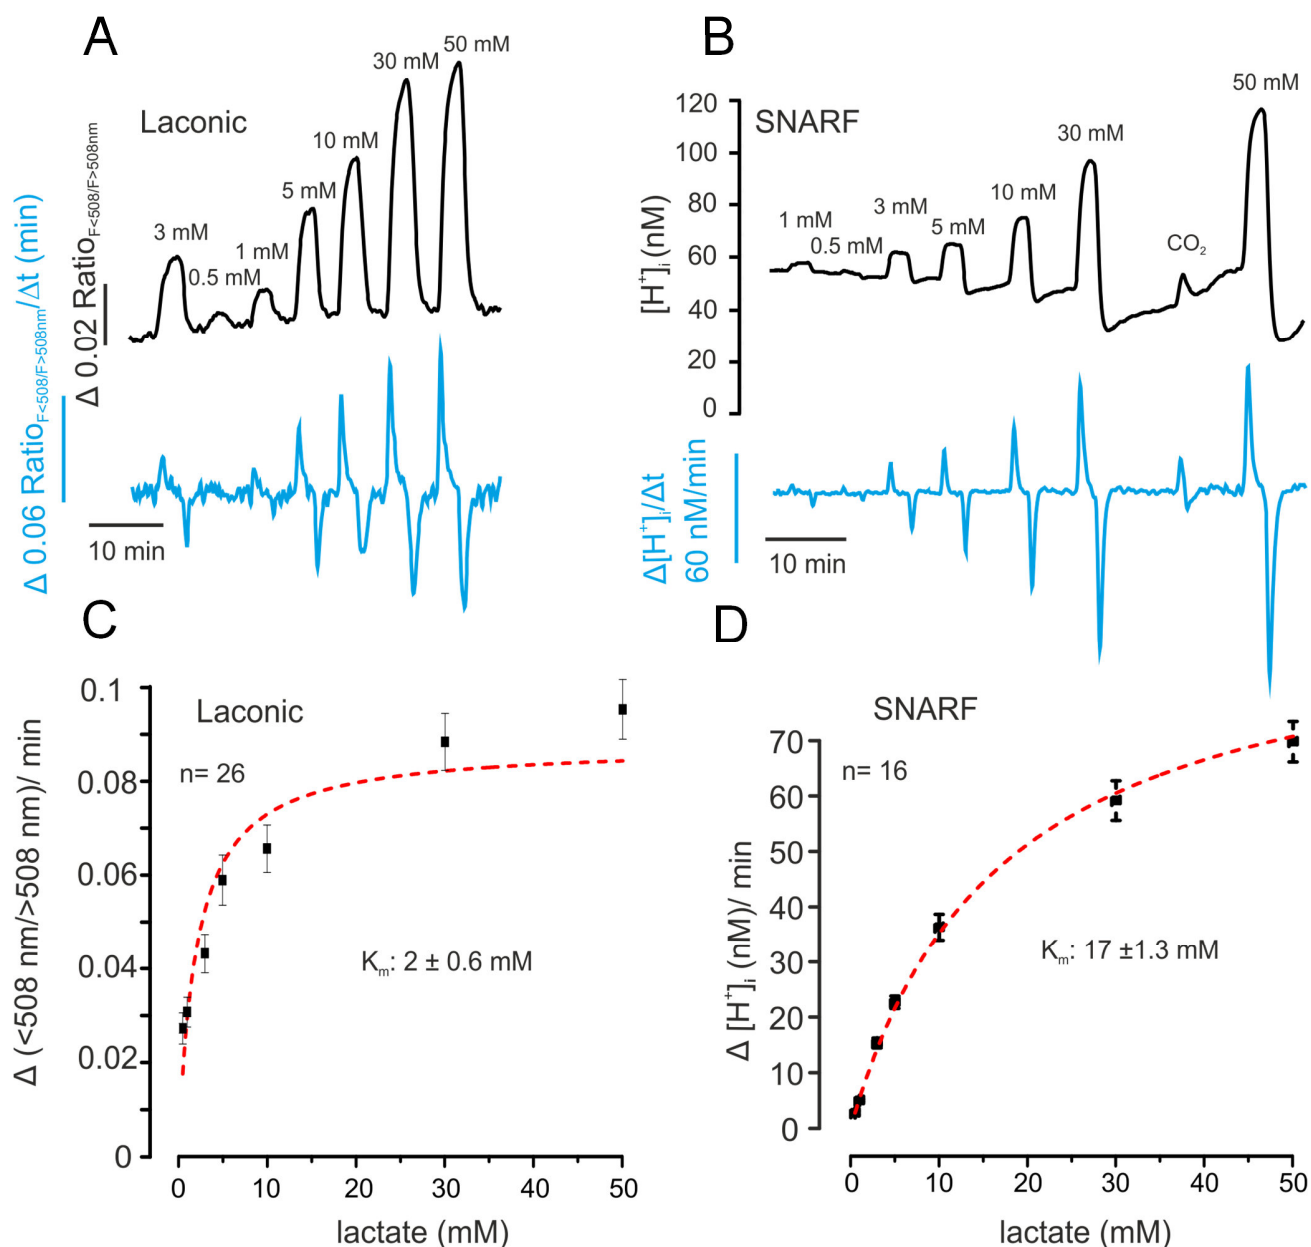 A
Laconic
3 mM
0.5 mM
1 mM
5 mM
10 mM
30 mM
50 mM
Δ 0.02 RatioF<508/F>508nm
Δ 0.06 RatioF<508/F>508nm/Δt (min)
10 min
B
SNARF
120
100
80
60
40
20
0
[H+]i (nM)
1 mM
0.5 mM
3 mM
5 mM
10 mM
30 mM
CO2
50 mM
Δ[H+]i/Δt
60 nM/min
10 min
C
Laconic
n= 26
Km: 2 ± 0.6 mM
Δ (<508 nm/>508 nm)/ min
0.1
0.08
0.06
0.04
0.02
0
0 10 20 30 40 50
lactate (mM)
D
SNARF
n= 16
Km: 17 ±1.3 mM
Δ [H+]i (nM)/ min
70
60
50
40
30
20
10
0
0 10 20 30 40 50
lactate (mM)